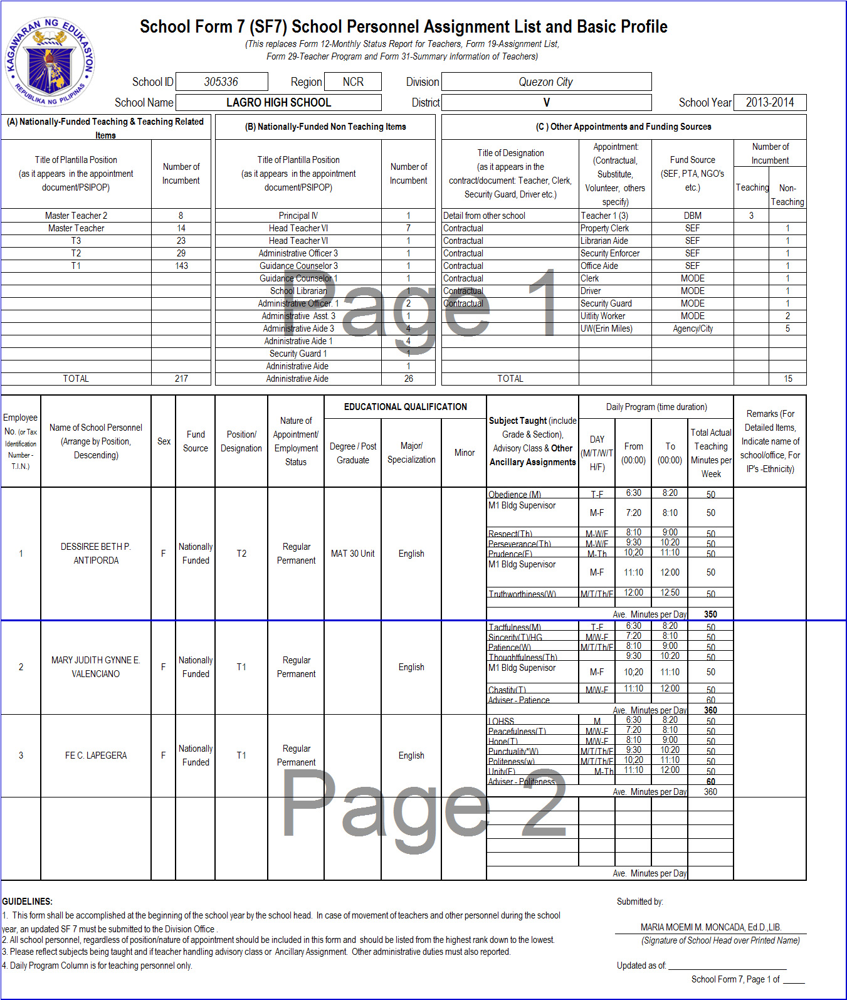 KAGAWARAN NG EDUKASYON
REPUBLIKA NG PILIPINAS
School Form 7 (SF7) School Personnel Assignment List and Basic Profile
(This replaces Form 12-Monthly Status Report for Teachers, Form 19-Assignment List,
Form 29-Teacher Program and Form 31-Summary Information of Teachers)
School ID 305336 Region NCR Division Quezon City
School Name LAGRO HIGH SCHOOL District V School Year 2013-2014
(A) Nationally-Funded Teaching & Teaching Related
Items
Title of Plantilla Position
(as it appears in the appointment
document/PSIPOP)
Number of
Incumbent
Master Teacher 2 8
Master Teacher 14
T3 23
T2 29
T1 143
TOTAL 217
(B) Nationally-Funded Non Teaching Items
Title of Plantilla Position
(as it appears in the appointment
document/PSIPOP)
Number of
Incumbent
Principal IV 1
Head Teacher VI 7
Head Teacher VI 1
Administrative Officer 3 1
Guidance Counselor 3 1
Guidance Counselor 1 1
School Librarian 1
Administrative Officer. 1 2
Administrative Asst. 3 1
Administrative Aide 3 4
Adninistrative Aide 1 4
Security Guard 1 1
Adninistrative Aide 1
Adninistrative Aide 26
(C ) Other Appointments and Funding Sources
Title of Designation
(as it appears in the
contract/document: Teacher, Clerk,
Security Guard, Driver etc.)
Appointment:
(Contractual,
Substitute,
Volunteer, others
specify)
Fund Source
(SEF, PTA, NGO's
etc.)
Number of
Incumbent
Teaching
Non-
Teaching
Detail from other school Teacher 1 (3) DBM 3
Contractual Property Clerk SEF 1
Contractual Librarian Aide SEF 1
Contractual Security Enforcer SEF 1
Contractual Office Aide SEF 1
Contractual Clerk MODE 1
Contractual Driver MODE 1
Contractual Security Guard MODE 1
Uitlity Worker MODE 2
UW(Erin Miles) Agency/City 5
TOTAL 15
Page 1
Employee
No. (or Tax
Identification
Number -
T.I.N.)
Name of School Personnel
(Arrange by Position,
Descending)
Sex
Fund
Source
Position/
Designation
Nature of
Appointment/
Employment
Status
EDUCATIONAL QUALIFICATION
Degree / Post
Graduate
Major/
Specialization
Minor
Subject Taught (include
Grade & Section),
Advisory Class & Other
Ancillary Assignments
Daily Program (time duration)
DAY
(M/T/W/T
H/F)
From
(00:00)
To
(00:00)
Total Actual
Teaching
Minutes per
Week
Remarks (For
Detailed Items,
Indicate name of
school/office, For
IP's -Ethnicity)
1
DESSIREE BETH P.
ANTIPORDA
F
Nationally
Funded
T2
Regular
Permanent
MAT 30 Unit
English
Obedience (M) T-F 6:30 8:20 50
M1 Bldg Supervisor M-F 7:20 8:10 50
Respect(Th) M-W/F 8:10 9:00 50
Perseverance(Th) M-W/F 9:30 10:20 50
Prudence(F) M-Th 10;20 11:10 50
M1 Bldg Supervisor M-F 11:10 12:00 50
Truthworthiness(W) M/T/Th/F 12:00 12:50 50
Ave. Minutes per Day 350
2
MARY JUDITH GYNNE E.
VALENCIANO
F
Nationally
Funded
T1
Regular
Permanent
English
Tactfulness(M) T-F 6:30 8:20 50
Sincerity(T)/HG M/W-F 7:20 8:10 50
Patience(W) M/T/Th/F 8:10 9:00 50
Thoughtfulness(Th) 9:30 10:20 50
M1 Bldg Supervisor M-F 10;20 11:10 50
Chastity(T) M/W-F 11:10 12:00 50
Adviser - Patience 60
Ave. Minutes per Day 360
3
FE C. LAPEGERA
F
Nationally
Funded
T1
Regular
Permanent
English
LOHSS M 6:30 8:20 50
Peacefulness(T) M/W-F 7:20 8:10 50
Hope(T) M/W-F 8:10 9:00 50
Punctuality*W) M/T/Th/F 9:30 10:20 50
Politeness(w) M/T/Th/F 10;20 11:10 50
Unity(F) M-Th 11:10 12:00 50
Adviser - Politeness 60
Ave. Minutes per Day 360
Page 2
Ave. Minutes per Day
GUIDELINES:
1. This form shall be accomplished at the beginning of the school year by the school head. In case of movement of teachers and other personnel during the school
year, an updated SF 7 must be submitted to the Division Office .
2. All school personnel, regardless of position/nature of appointment should be included in this form and should be listed from the highest rank down to the lowest.
3. Please reflect subjects being taught and if teacher handling advisory class or Ancillary Assignment. Other administrative duties must also reported.
4. Daily Program Column is for teaching personnel only.
Submitted by:
MARIA MOEMI M. MONCADA, Ed.D.,LIB.
(Signature of School Head over Printed Name)
Updated as of: ____
School Form 7, Page 1 of ____